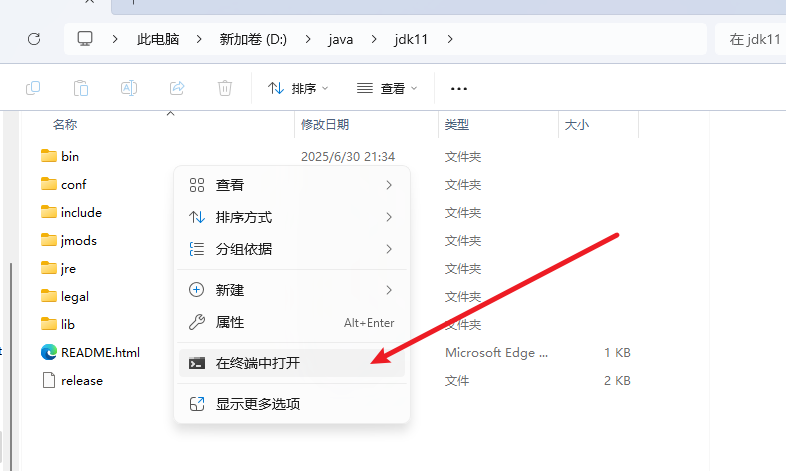 此电脑 新加卷 (D:) java jdk11 在 jdk11
排序 查看
名称 修改日期 类型 大小
bin 2025/6/30 21:34 文件夹
conf 文件夹
include 文件夹
jmods 文件夹
jre 文件夹
legal 文件夹
lib 文件夹
README.html Microsoft Edge ... 1 KB
release 文件 2 KB
查看
排序方式
分组依据
新建
属性 Alt+Enter
在终端中打开
显示更多选项